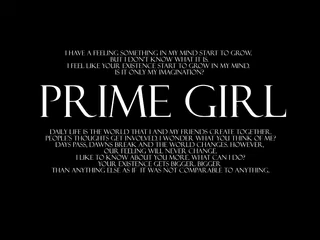 I HAVE A FEELING SOMETHING IN MY MIND START TO GROW.
BUT I DON'T KNOW WHAT IT IS.
I FEEL LIKE YOUR EXISTENCE START TO GROW IN MY MIND.
IS IT ONLY MY IMAGINATION?
PRIME GIRL
DAILY LIFE IS THE WORLD THAT I AND MY FRIENDS CREATE TOGETHER.
PEOPLE'S THOUGHTS GET INVOLVED I WONDER WHAT YOU THINK OF ME?
DAYS PASS, DAWNS BREAK AND THE WORLD CHANGES. HOWEVER,
OUR FEELING WILL NEVER CHANGE.
I LIKE TO KNOW ABOUT YOU MORE. WHAT CAN I DO?
YOUR EXISTENCE GETS BIGGER. BIGGER
THAN ANYTHING ELSE AS IF IT WAS NOT COMPARABLE TO ANYTHING.